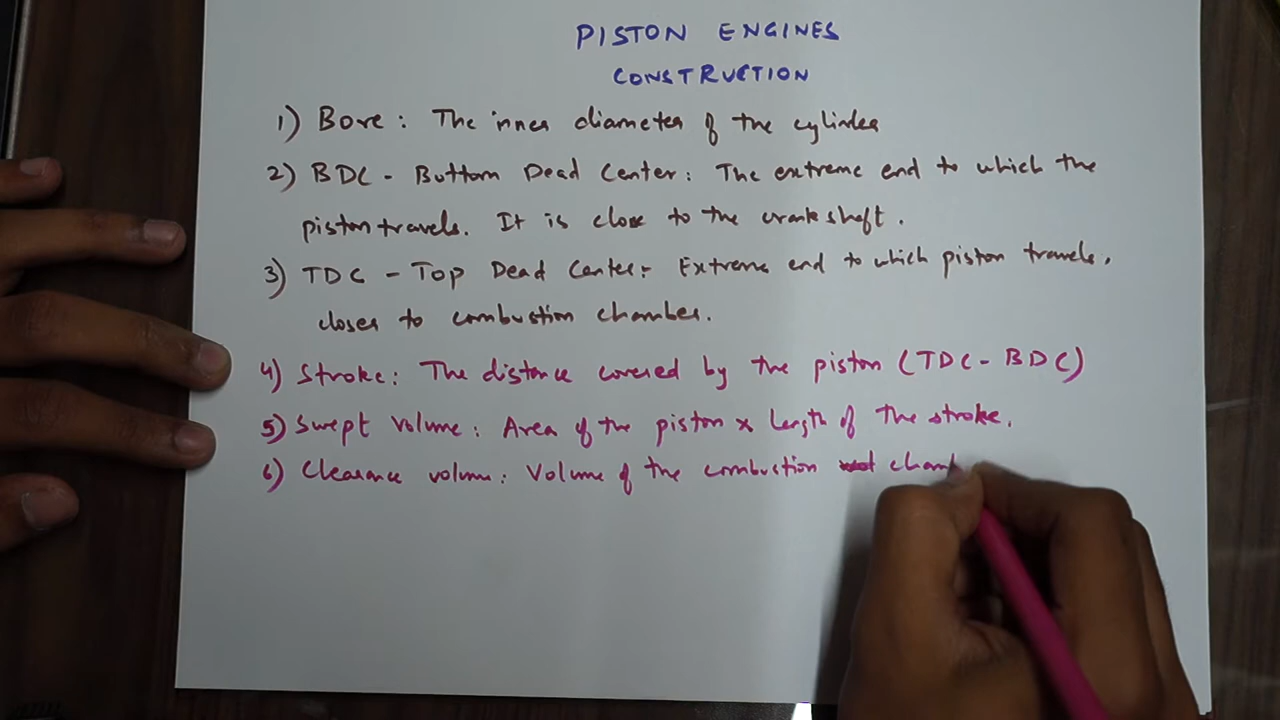 PISTON ENGINES
CONSTRUCTION
1) Bore: The inner diameter of the cylinder
2) BDC - Bottom Dead Center: The extreme end to which the
piston travels. It is close to the crankshaft.
3) TDC - Top Dead Center: Extreme end to which piston travels,
closer to combustion chamber.
4) Stroke: The distance covered by the piston (TDC - BDC)
5) Swept volume: Area of the piston x length of the stroke.
6) Clearance volume: Volume of the combustion chamb